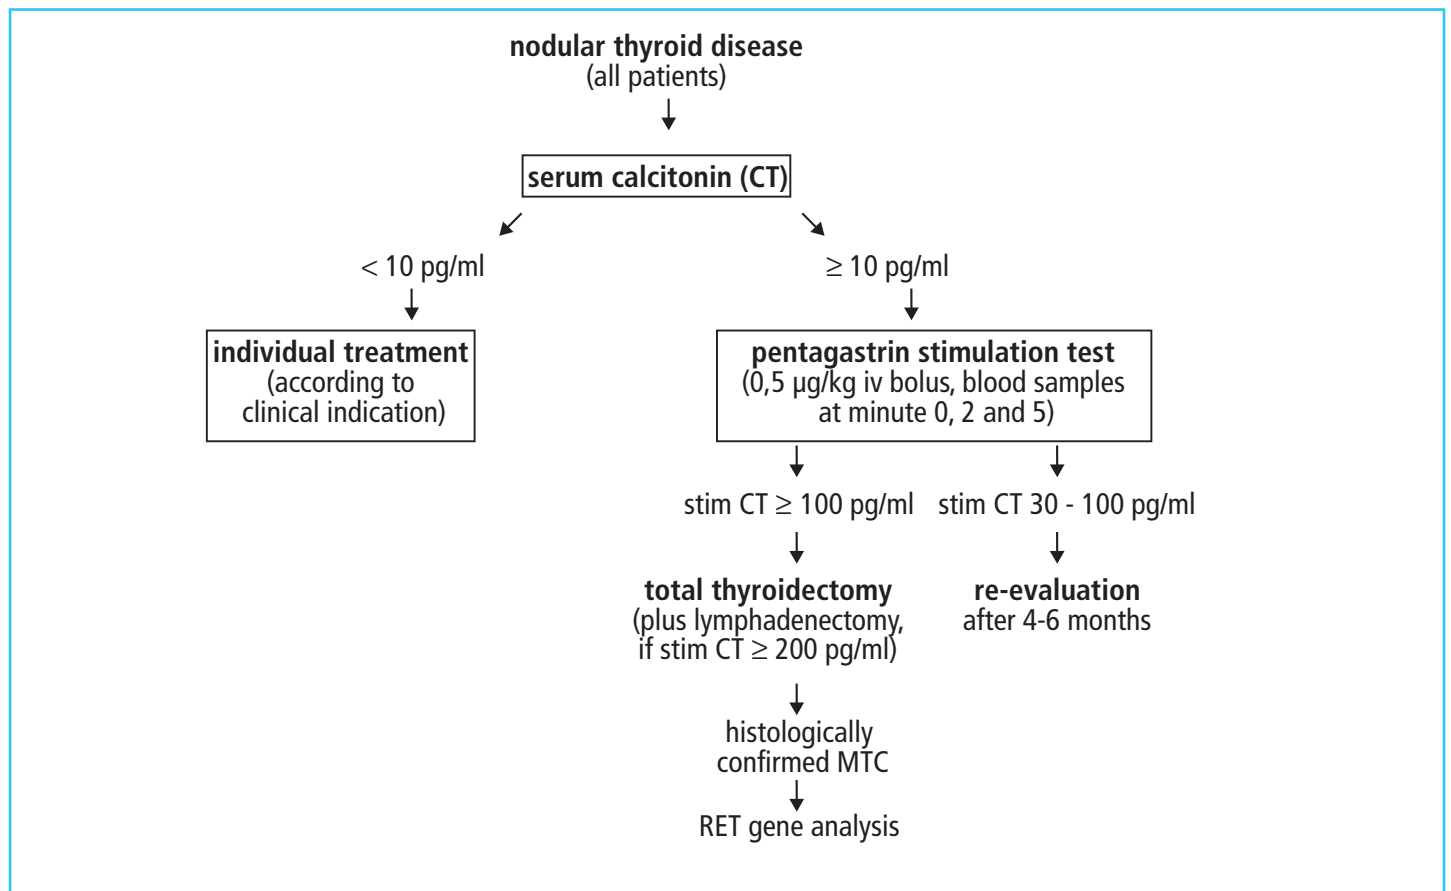 nodular thyroid disease
(all patients)
serum calcitonin (CT)
< 10 pg/ml
≥ 10 pg/ml
individual treatment
(according to
clinical indication)
pentagastrin stimulation test
(0,5 µg/kg iv bolus, blood samples
at minute 0, 2 and 5)
stim CT ≥ 100 pg/ml
stim CT 30 - 100 pg/ml
total thyroidectomy
(plus lymphadenectomy,
if stim CT ≥ 200 pg/ml)
re-evaluation
after 4-6 months
histologically
confirmed MTC
RET gene analysis